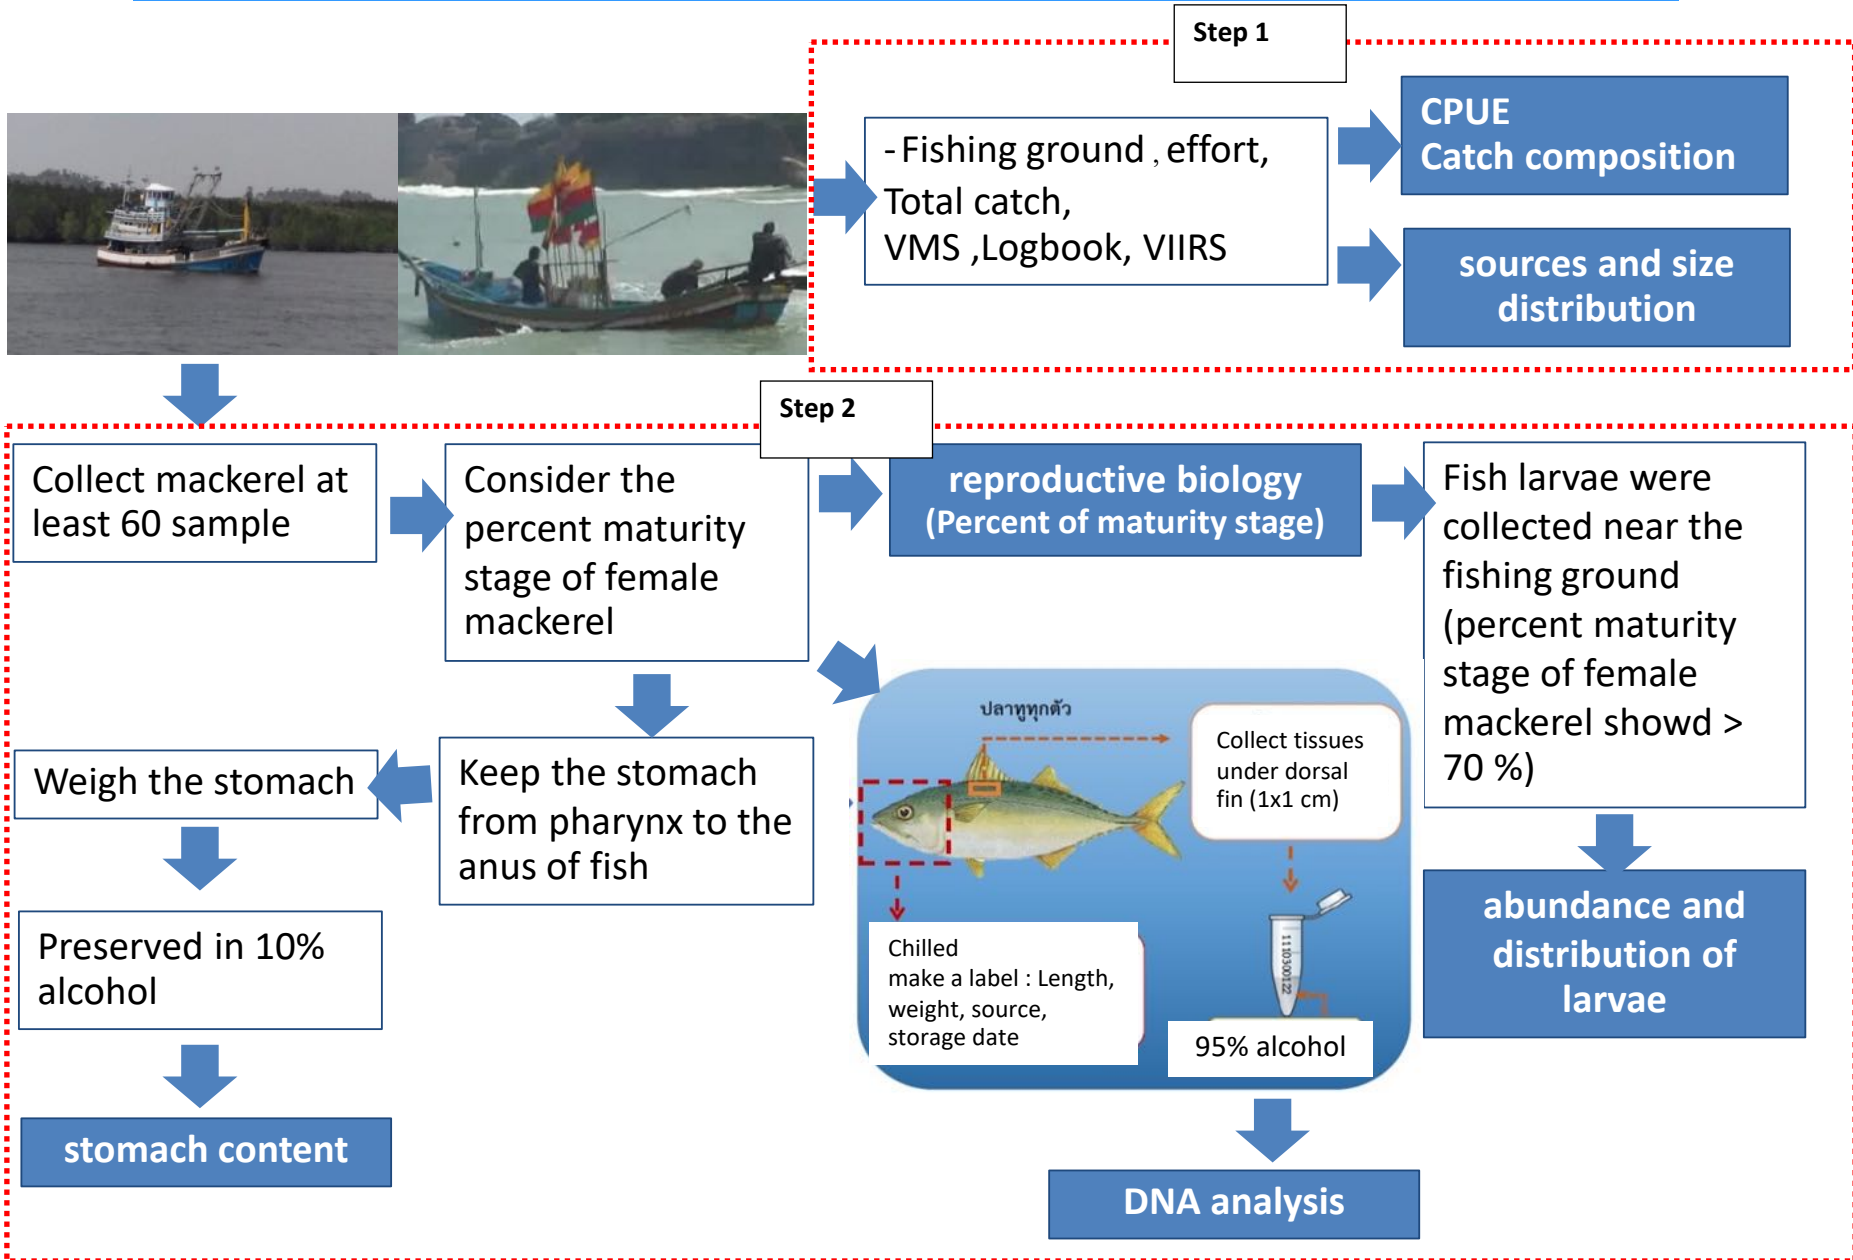 Step 1
- Fishing ground , effort,
Total catch,
VMS ,Logbook, VIIRS
CPUE
Catch composition
sources and size
distribution
Step 2
Collect mackerel at
least 60 sample
Consider the
percent maturity
stage of female
mackerel
reproductive biology
(Percent of maturity stage)
Fish larvae were
collected near the
fishing ground
(percent maturity
stage of female
mackerel showd >
70 %)
Weigh the stomach
Keep the stomach
from pharynx to the
anus of fish
ปลาทูทุกตัว
Collect tissues
under dorsal
fin (1x1 cm)
Preserved in 10%
alcohol
Chilled
make a label : Length,
weight, source,
storage date
1110300122
95% alcohol
abundance and
distribution of
larvae
stomach content
DNA analysis